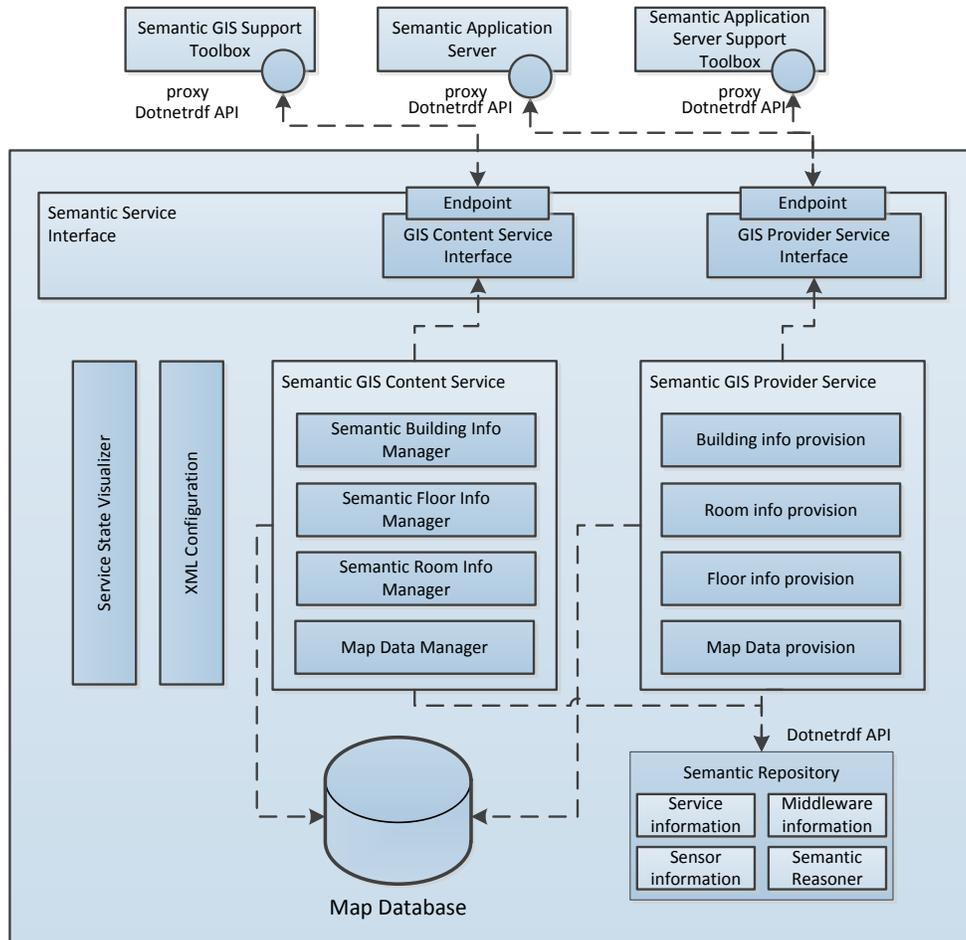 Semantic GIS Support
Toolbox
Semantic Application
Server
Semantic Application
Server Support
Toolbox
proxy
Dotnetrdf API
proxy
Dotnetrdf API
proxy
Dotnetrdf API
Semantic Service
Interface
Endpoint
GIS Content Service
Interface
Endpoint
GIS Provider Service
Interface
Service State Visualizer
XML Configuration
Semantic GIS Content Service
Semantic Building Info
Manager
Semantic Floor Info
Manager
Semantic Room Info
Manager
Map Data Manager
Semantic GIS Provider Service
Building info provision
Room info provision
Floor info provision
Map Data provision
Dotnetrdf API
Map Database
Semantic Repository
Service
information
Middleware
information
Sensor
information
Semantic
Reasoner